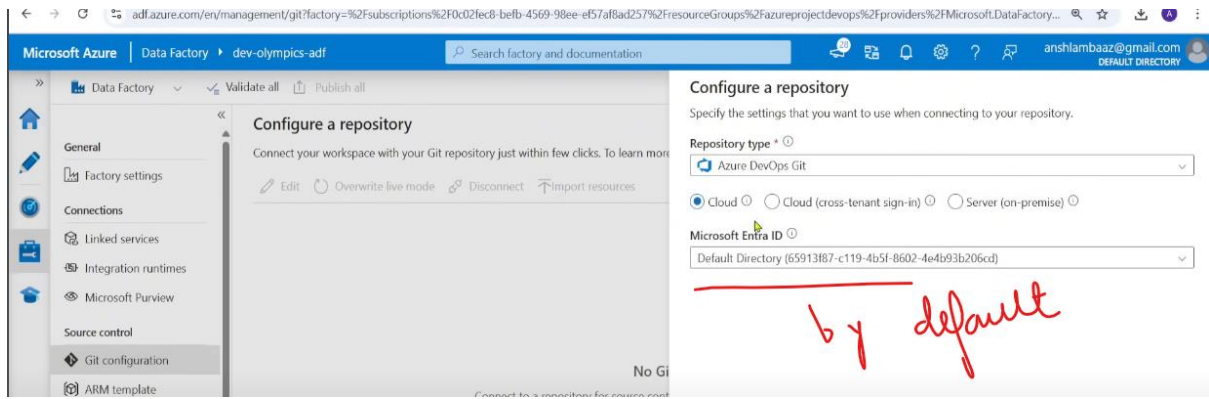 adf.azure.com/en/management/git?factory=%2Fsubscriptions%2F0c02fec8-befb-4569-98ee-ef57af8ad257%2FresourceGroups%2Fazureprojectdevops%2Fproviders%2FMicrosoft.DataFactory...
Microsoft Azure | Data Factory dev-olympics-adf
Search factory and documentation
28
anshlambaaz@gmail.com
DEFAULT DIRECTORY
Data Factory
Validate all
Publish all
General
Factory settings
Connections
Linked services
Integration runtimes
Microsoft Purview
Source control
Git configuration
ARM template
Configure a repository
Connect your workspace with your Git repository just within few clicks. To learn more
Edit Overwrite live mode Disconnect Import resources
No Gi
Connect to a repository for source cont
Configure a repository
Specify the settings that you want to use when connecting to your repository.
Repository type *
Azure DevOps Git
Cloud Cloud (cross-tenant sign-in) Server (on-premise)
Microsoft Entra ID
Default Directory (65913f87-c119-4b5f-8602-4e4b93b206cd)
by default